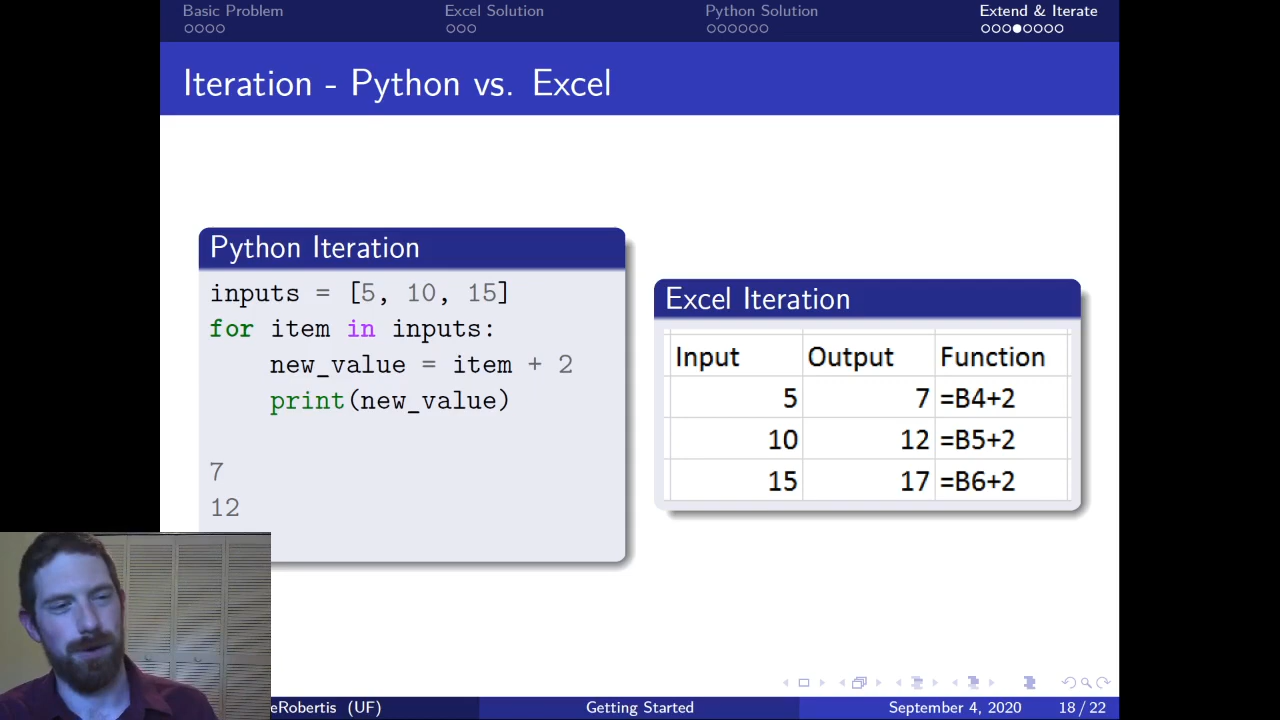 Basic Problem Excel Solution Python Solution Extend & Iterate
Iteration - Python vs. Excel
Python Iteration
inputs = [5, 10, 15]
for item in inputs:
    new_value = item + 2
    print(new_value)
7
12
Excel Iteration
Input Output Function
5 7 =B4+2
10 12 =B5+2
15 17 =B6+2
eRobertis (UF) Getting Started September 4, 2020 18 / 22